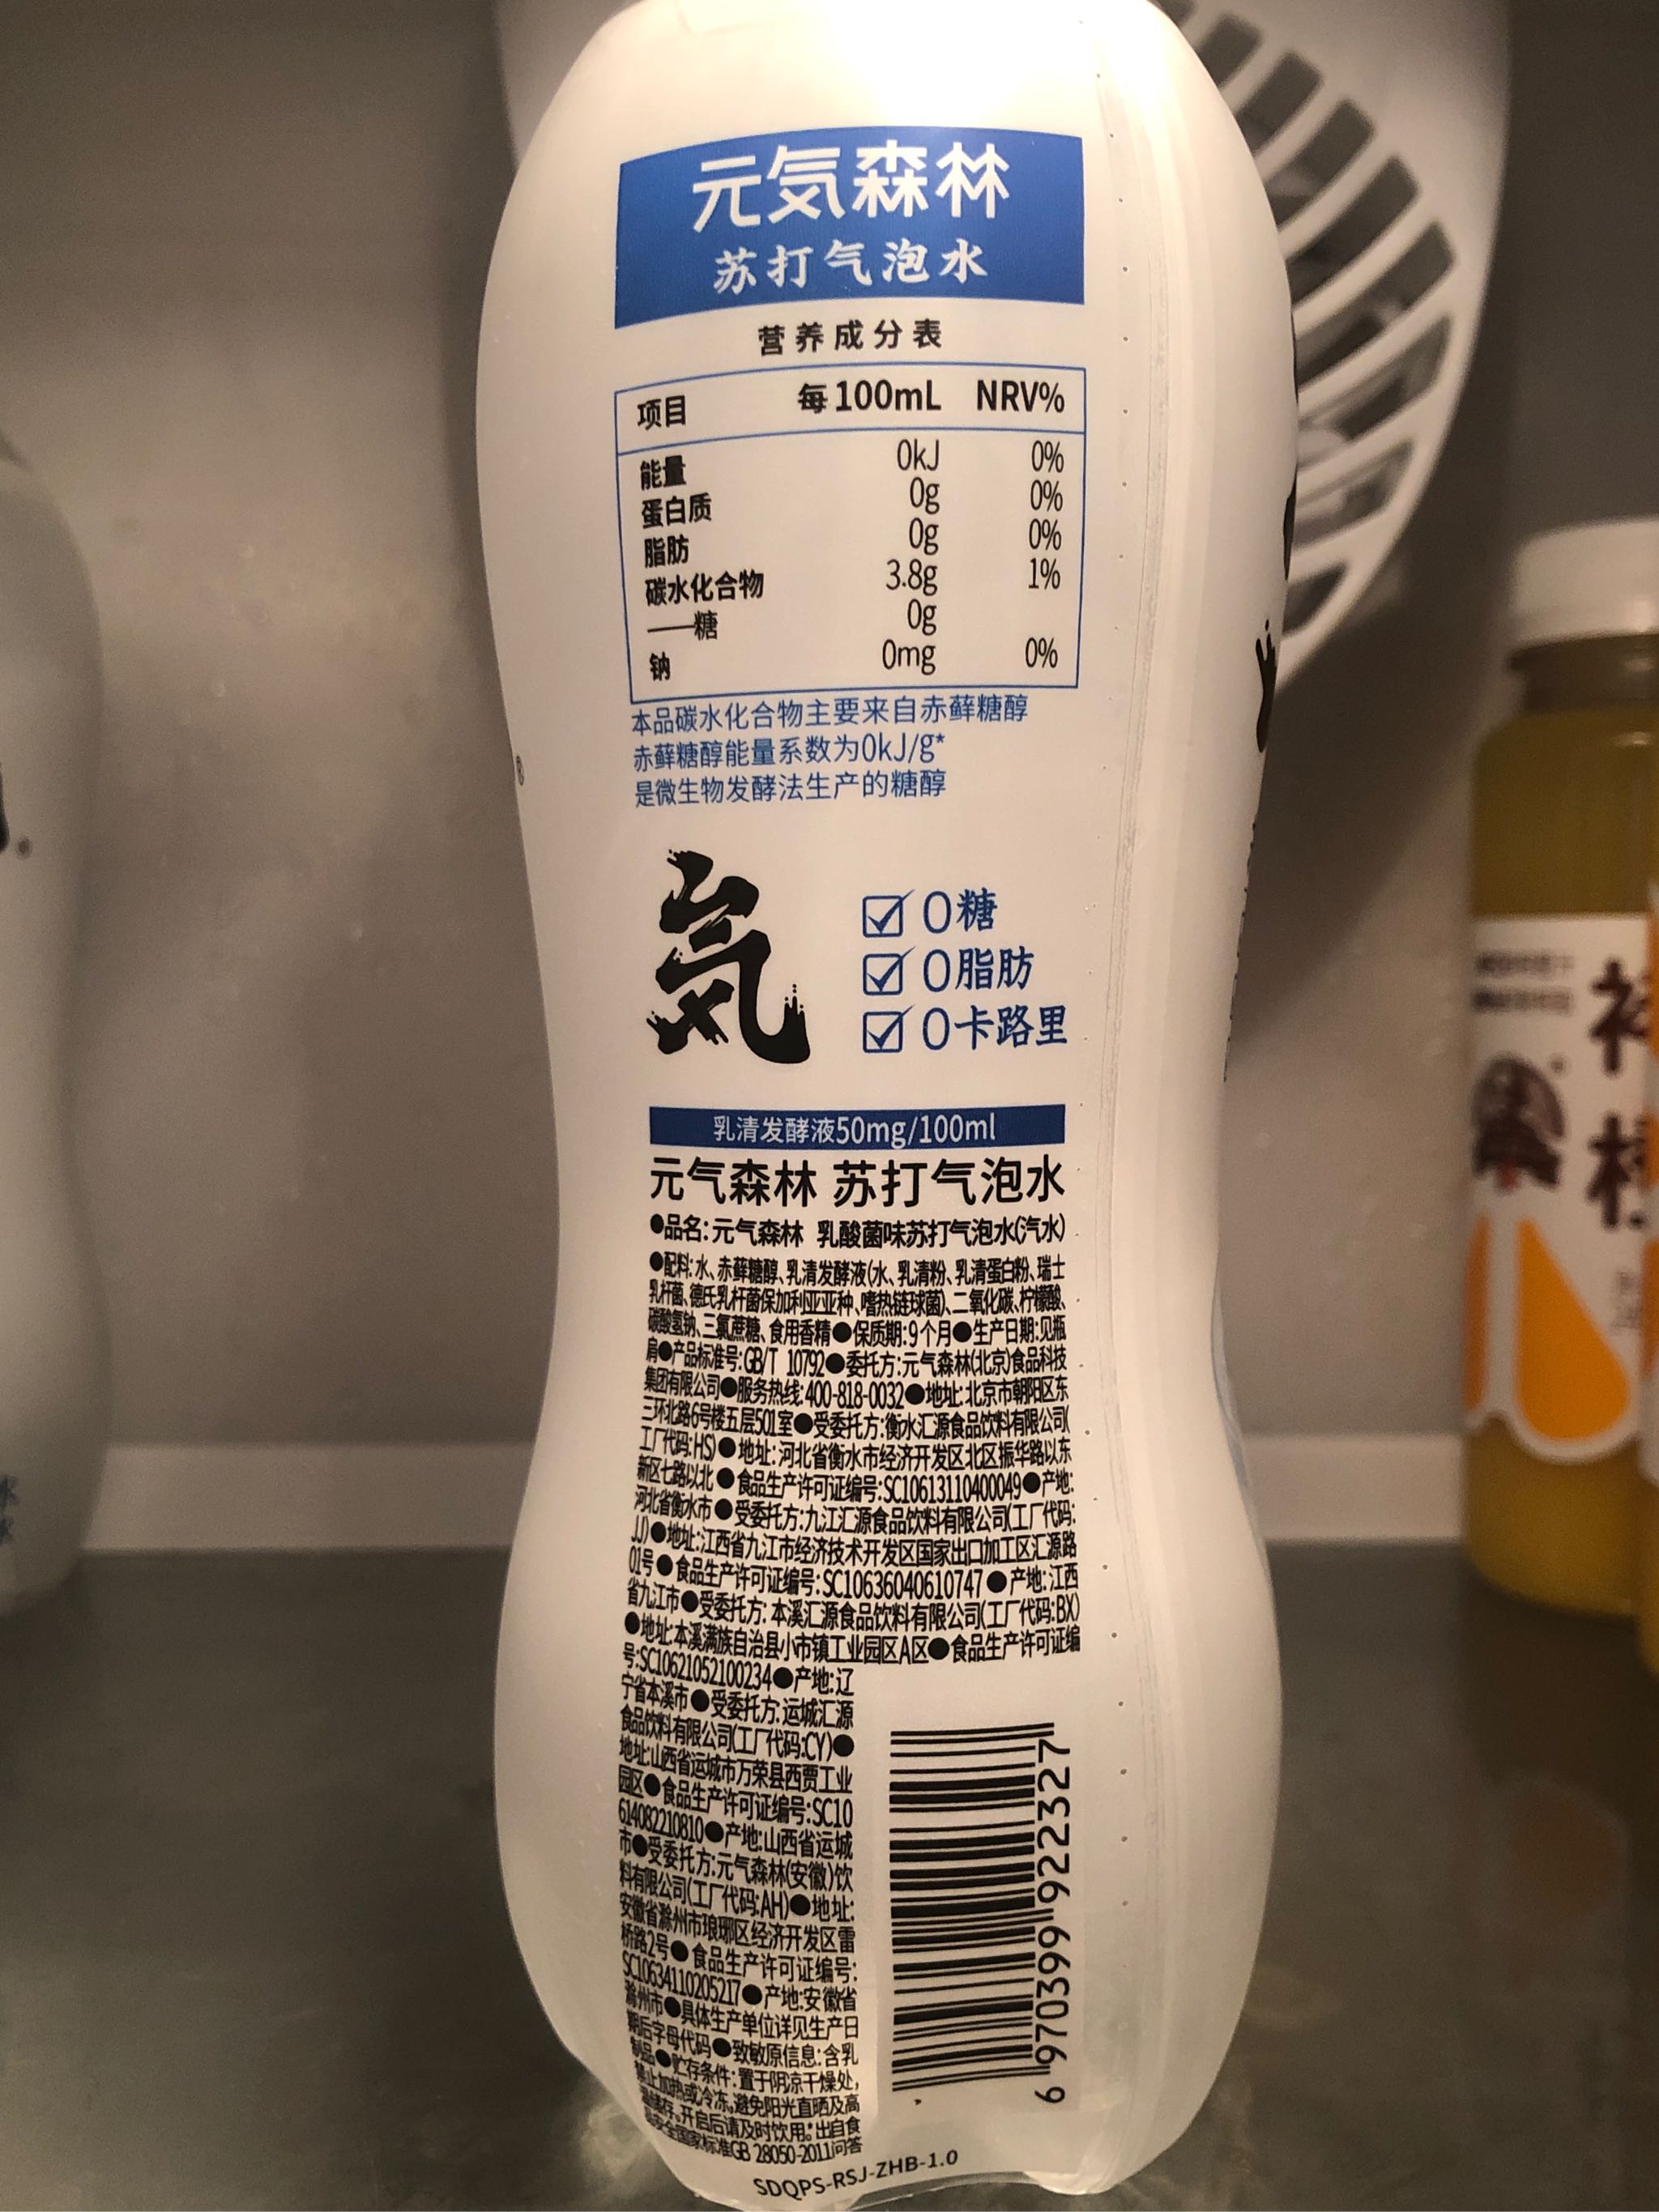 元気森林
苏打气泡水
营养成分表
项目 每100mL NRV%
能量 0kJ 0%
蛋白质 0g 0%
脂肪 0g 0%
碳水化合物 3.8g 1%
——糖 0g
钠 0mg 0%
本品碳水化合物主要来自赤藓糖醇
赤藓糖醇能量系数为0kJ/g*
是微生物发酵法生产的糖醇
®
気
0糖
0脂肪
0卡路里
乳清发酵液50mg/100ml
元气森林 苏打气泡水
●品名:元气森林 乳酸菌味苏打气泡水(汽水)
●配料:水、赤藓糖醇、乳清发酵液(水、乳清粉、乳清蛋白粉、瑞士
乳杆菌、德氏乳杆菌保加利亚亚种、嗜热链球菌)、二氧化碳、柠檬酸、
碳酸氢钠、三氯蔗糖、食用香精●保质期:9个月●生产日期:见瓶
肩●产品标准号:GB/T 10792●委托方:元气森林(北京)食品科技
集团有限公司●服务热线:400-818-0032●地址:北京市朝阳区东
三环北路6号楼五层501室●受委托方:衡水汇源食品饮料有限公司(
工厂代码:HS)●地址:河北省衡水市经济开发区北区振华路以东
新区七路以北●食品生产许可证编号:SC10613110400049●产地:
河北省衡水市●受委托方:九江汇源食品饮料有限公司(工厂代码:
JJ)●地址:江西省九江市经济技术开发区国家出口加工区汇源路
01号●食品生产许可证编号:SC10636040610747●产地:江西
省九江市●受委托方:本溪汇源食品饮料有限公司(工厂代码:BX)
●地址:本溪满族自治县小市镇工业园区A区●食品生产许可证编
号:SC10621052100234●产地:辽
宁省本溪市●受委托方:运城汇源
食品饮料有限公司(工厂代码:CY)●
地址:山西省运城市万荣县西贾工业
园区●食品生产许可证编号:SC10
614082210810●产地:山西省运城
市●受委托方:元气森林(安徽)饮
料有限公司(工厂代码:AH)●地址:
安徽省滁州市琅琊区经济开发区雷
桥路2号●食品生产许可证编号:
SC10634110205217●产地:安徽省
滁州市●具体生产单位详见生产日
期后字母代码●致敏原信息:含乳
制品●贮存条件:置于阴凉干燥处,
禁止加热或冷冻,避免阳光直晒及高
温储存。开启后请及时饮用。*出自食
品安全国家标准GB 28050-2011问答
6 970399 922327
SDQPS-RSJ-ZHB-1.0